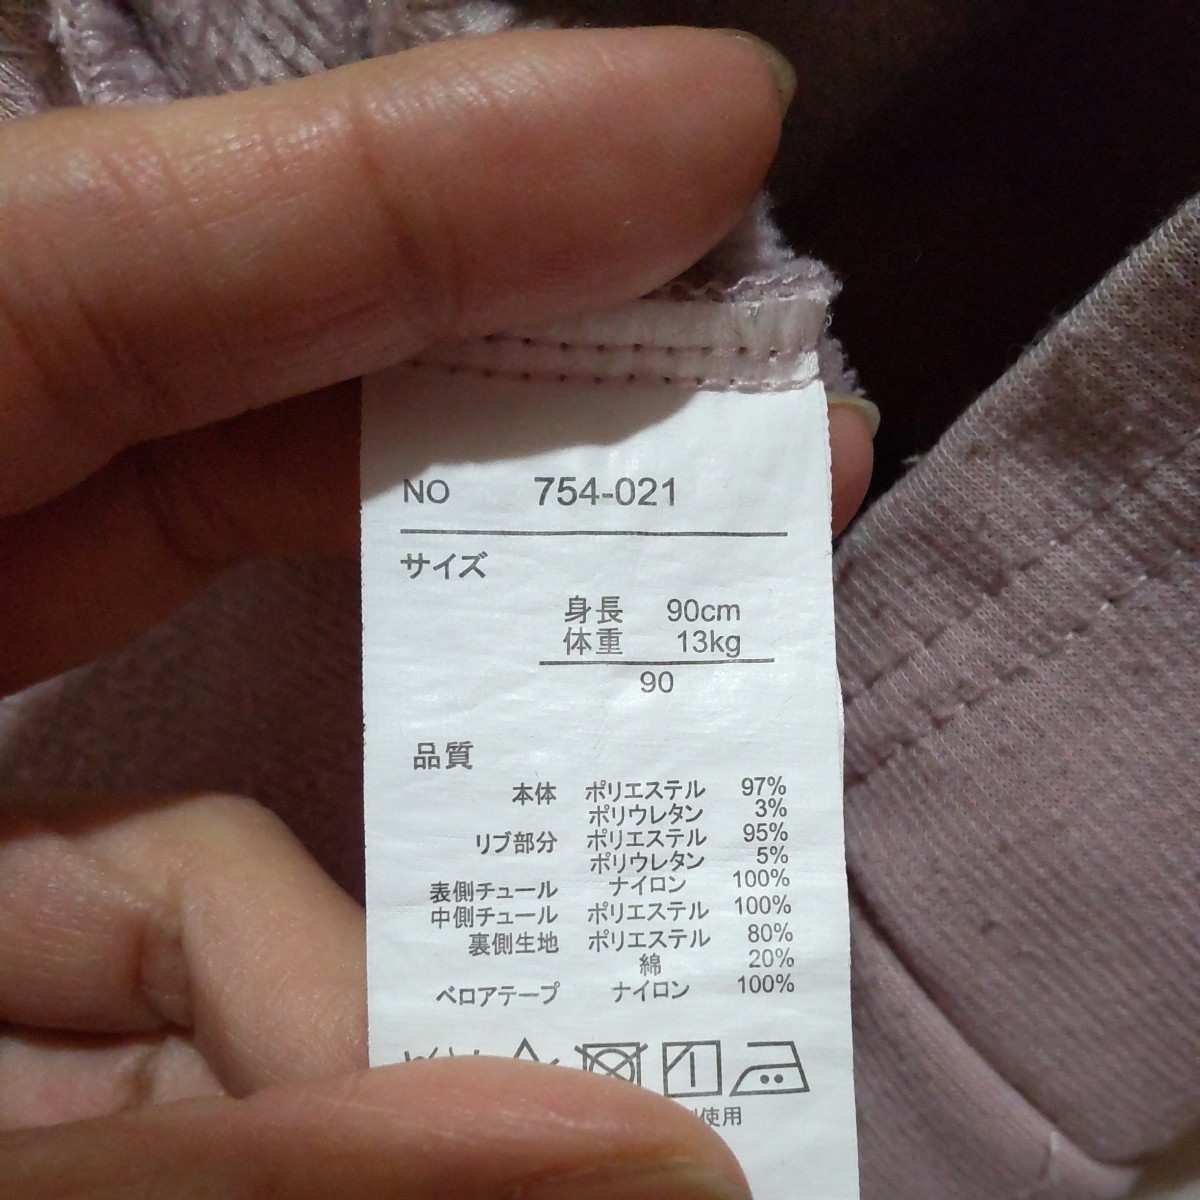 NO 754-021
サイズ
身長 90cm
体重 13kg
90
品質
本体 ポリエステル 97%
ポリウレタン 3%
リブ部分 ポリエステル 95%
ポリウレタン 5%
表側チュール ナイロン 100%
中側チュール ポリエステル 100%
裏側生地 ポリエステル 80%
綿 20%
ベロアテープ ナイロン 100%
使用